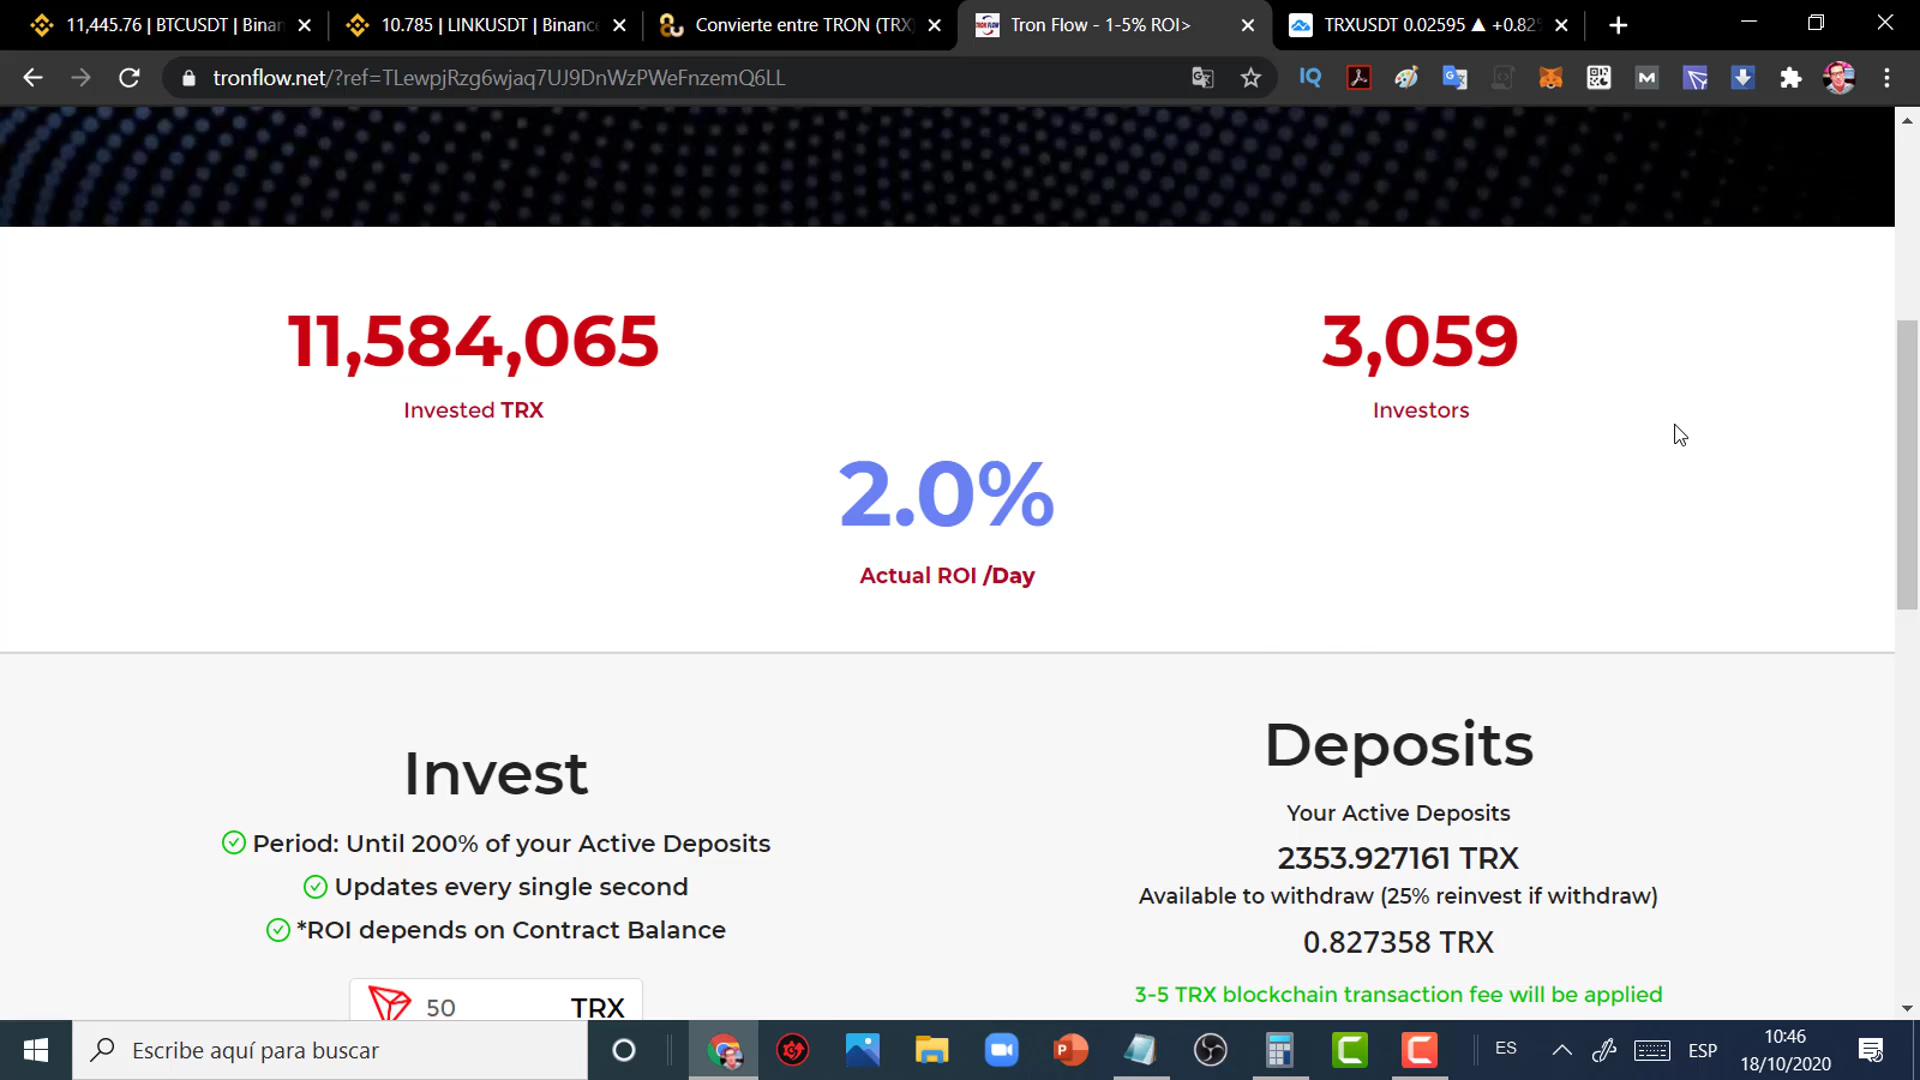 11,445.76 | BTCUSDT | Binan
10.785 | LINKUSDT | Binance
Convierte entre TRON (TRX)
Tron Flow - 1-5% ROI>
TRXUSDT 0.02595 ▲ +0.82%
tronflow.net/?ref=TLewpjRzg6wjaq7UJ9DnWzPWeFnzemQ6LL
11,584,065
Invested TRX
3,059
Investors
2.0%
Actual ROI /Day
Invest
Period: Until 200% of your Active Deposits
Updates every single second
*ROI depends on Contract Balance
50 TRX
Deposits
Your Active Deposits
2353.927161 TRX
Available to withdraw (25% reinvest if withdraw)
0.827358 TRX
3-5 TRX blockchain transaction fee will be applied
Escribe aquí para buscar
ES
ESP
10:46
18/10/2020